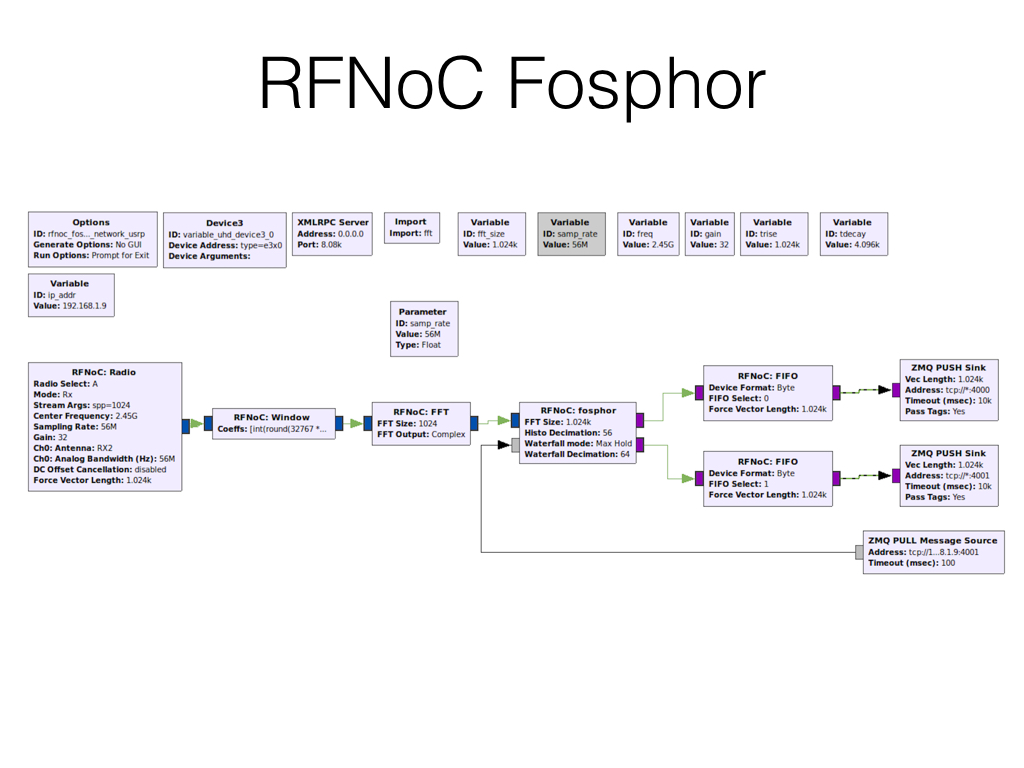 RFNoC Fosphor
Options
ID: rfnoc_fos..._network_usrp
Generate Options: No GUI
Run Options: Prompt for Exit
Device3
ID: variable_uhd_device3_0
Device Address: type=e3x0
Device Arguments:
XMLRPC Server
Address: 0.0.0.0
Port: 8.08k
Import
Import: fft
Variable
ID: fft_size
Value: 1.024k
Variable
ID: samp_rate
Value: 56M
Variable
ID: freq
Value: 2.45G
Variable
ID: gain
Value: 32
Variable
ID: trise
Value: 1.024k
Variable
ID: tdecay
Value: 4.096k
Variable
ID: ip_addr
Value: 192.168.1.9
Parameter
ID: samp_rate
Value: 56M
Type: Float
RFNoC: Radio
Radio Select: A
Mode: Rx
Stream Args: spp=1024
Center Frequency: 2.45G
Sampling Rate: 56M
Gain: 32
Ch0: Antenna: RX2
Ch0: Analog Bandwidth (Hz): 56M
DC Offset Cancellation: disabled
Force Vector Length: 1.024k
RFNoC: Window
Coeffs: [int(round(32767 *...
RFNoC: FFT
FFT Size: 1024
FFT Output: Complex
RFNoC: fosphor
FFT Size: 1.024k
Histo Decimation: 56
Waterfall mode: Max Hold
Waterfall Decimation: 64
RFNoC: FIFO
Device Format: Byte
FIFO Select: 0
Force Vector Length: 1.024k
ZMQ PUSH Sink
Vec Length: 1.024k
Address: tcp://*:4000
Timeout (msec): 10k
Pass Tags: Yes
RFNoC: FIFO
Device Format: Byte
FIFO Select: 1
Force Vector Length: 1.024k
ZMQ PUSH Sink
Vec Length: 1.024k
Address: tcp://*:4001
Timeout (msec): 10k
Pass Tags: Yes
ZMQ PULL Message Source
Address: tcp://1...8.1.9:4001
Timeout (msec): 100